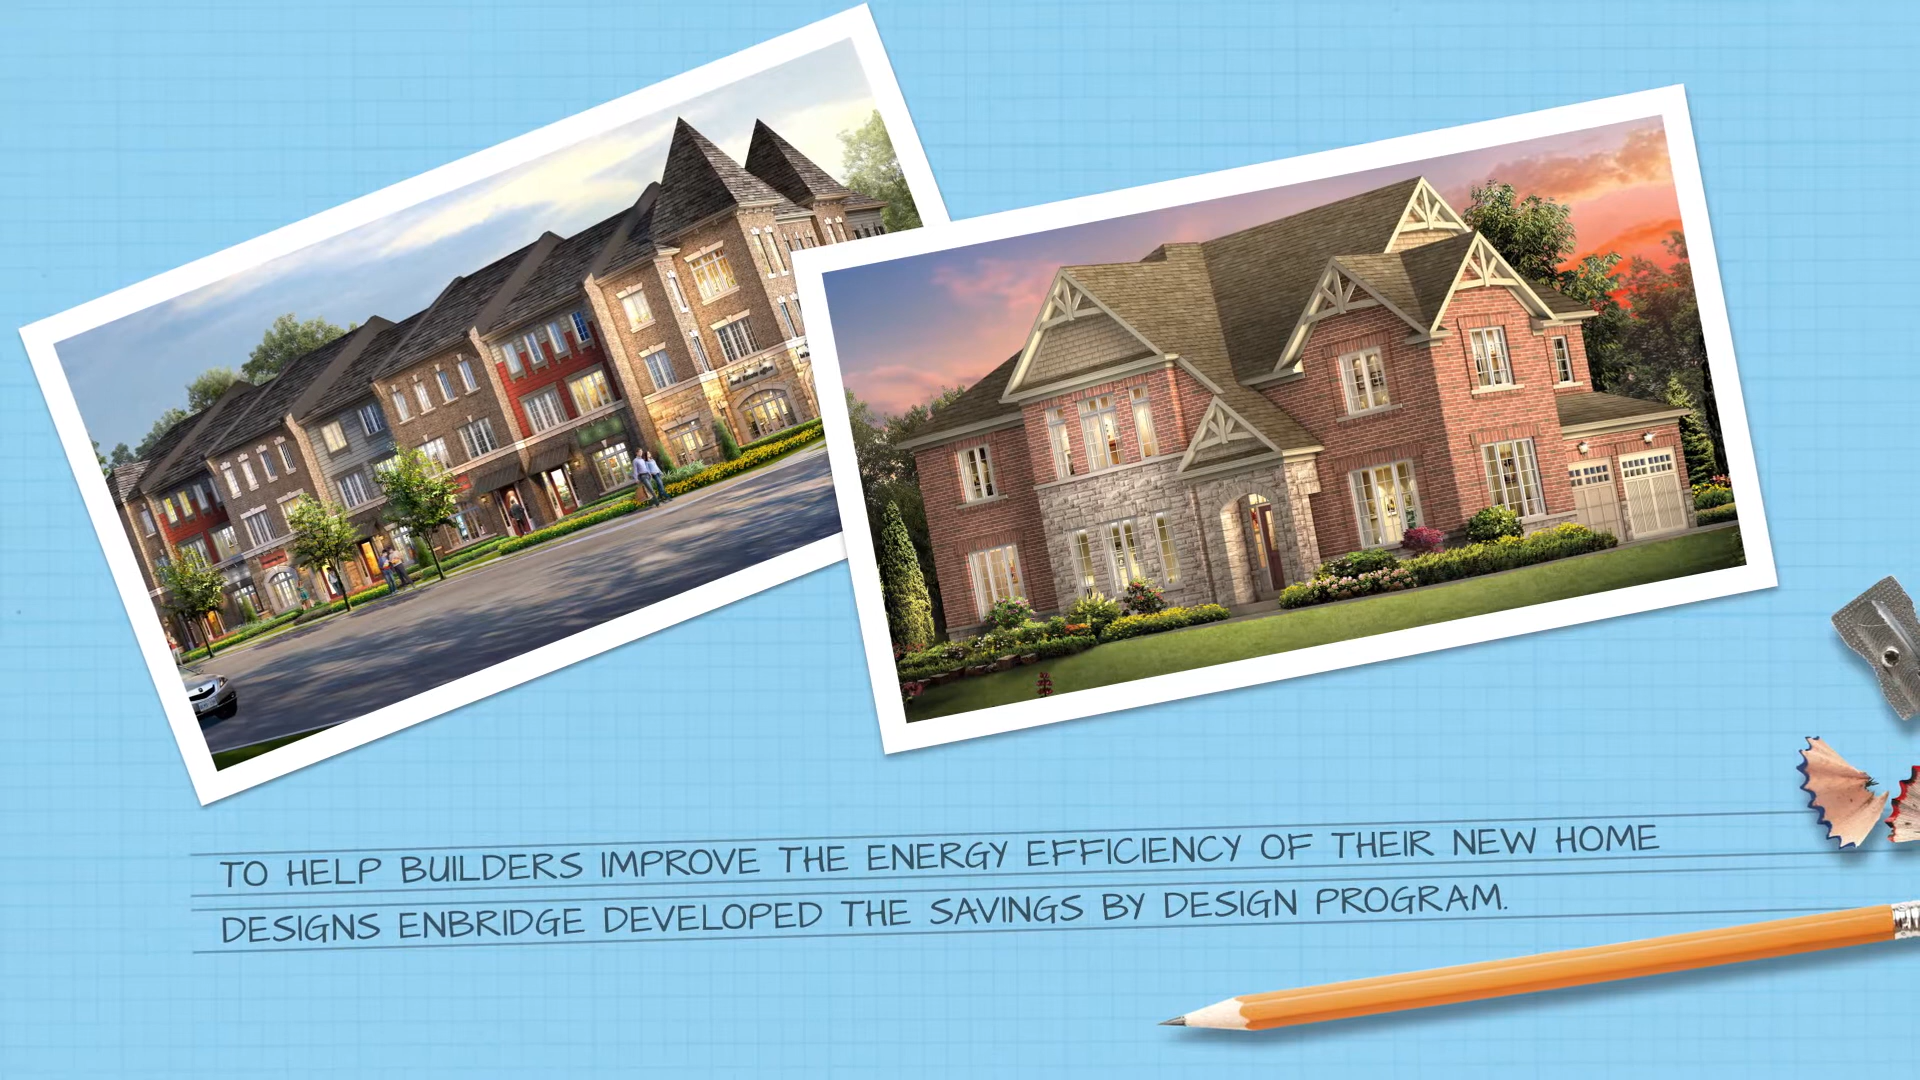 TO HELP BUILDERS IMPROVE THE ENERGY EFFICIENCY OF THEIR NEW HOME
DESIGNS ENBRIDGE DEVELOPED THE SAVINGS BY DESIGN PROGRAM.